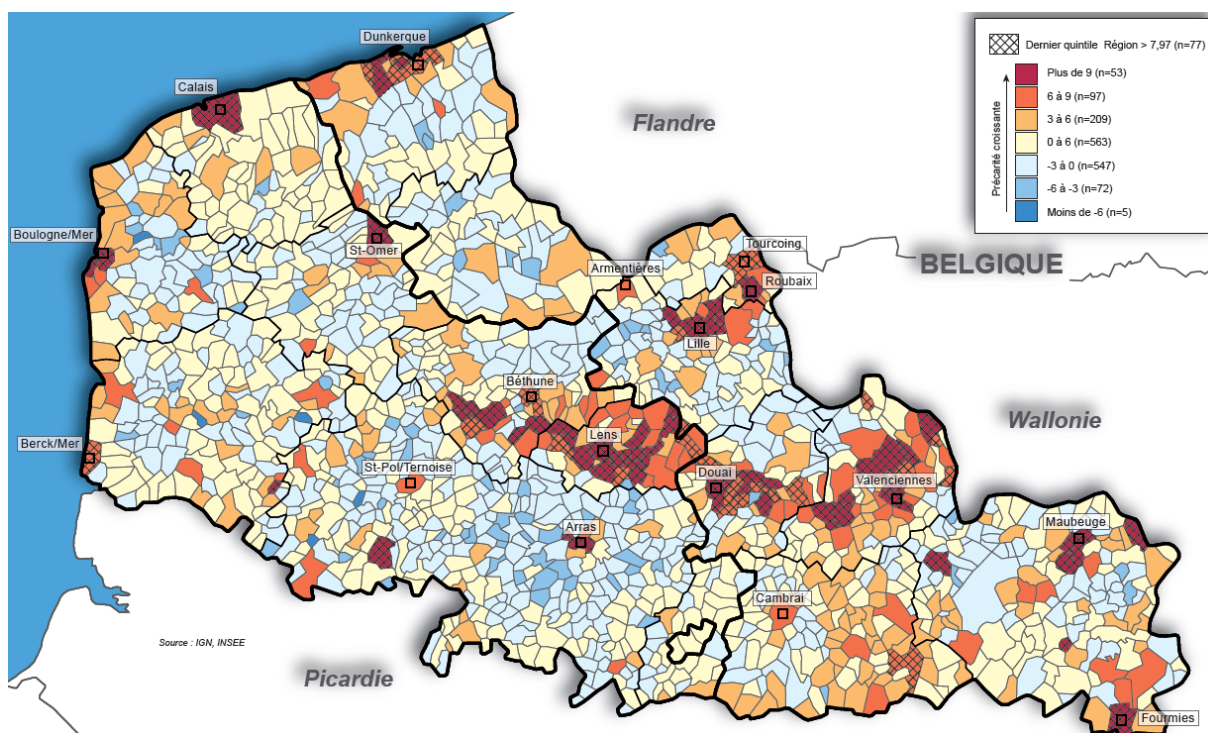 Dunkerque
Calais
Flandre
Boulogne/Mer
St-Omer
Armentières
Tourcoing
Roubaix
BELGIQUE
Lille
Béthune
Wallonie
Berck/Mer
Lens
St-Pol/Ternoise
Douai
Valenciennes
Arras
Maubeuge
Cambrai
Source : IGN, INSEE
Picardie
Fourmies
Dernier quintile Région > 7,97 (n=77)
Précarité croissante
Plus de 9 (n=53)
6 à 9 (n=97)
3 à 6 (n=209)
0 à 6 (n=563)
-3 à 0 (n=547)
-6 à -3 (n=72)
Moins de -6 (n=5)